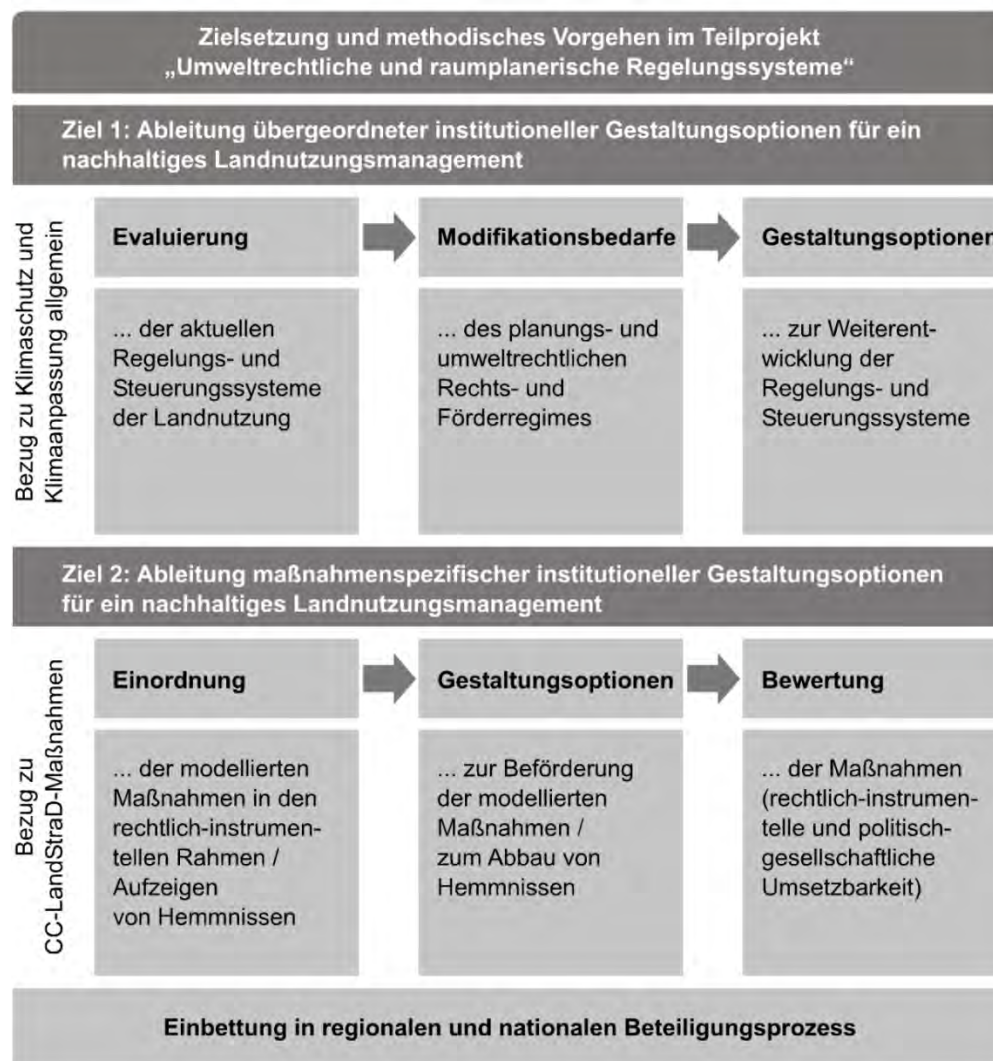 Zielsetzung und methodisches Vorgehen im Teilprojekt
„Umweltrechtliche und raumplanerische Regelungssysteme“
Ziel 1: Ableitung übergeordneter institutioneller Gestaltungsoptionen für ein
nachhaltiges Landnutzungsmanagement
Bezug zu Klimaschutz und
Klimaanpassung allgemein
Evaluierung
... der aktuellen
Regelungs- und
Steuerungssysteme
der Landnutzung
Modifikationsbedarfe
... des planungs- und
umweltrechtlichen
Rechts- und
Förderregimes
Gestaltungsoptionen
... zur Weiterent-
wicklung der
Regelungs- und
Steuerungssysteme
Ziel 2: Ableitung maßnahmenspezifischer institutioneller Gestaltungsoptionen
für ein nachhaltiges Landnutzungsmanagement
Bezug zu
CC-LandStraD-Maßnahmen
Einordnung
... der modellierten
Maßnahmen in den
rechtlich-instrumen-
tellen Rahmen /
Aufzeigen
von Hemmnissen
Gestaltungsoptionen
... zur Beförderung
der modellierten
Maßnahmen /
zum Abbau von
Hemmnissen
Bewertung
... der Maßnahmen
(rechtlich-instrumen-
telle und politisch-
gesellschaftliche
Umsetzbarkeit)
Einbettung in regionalen und nationalen Beteiligungsprozess